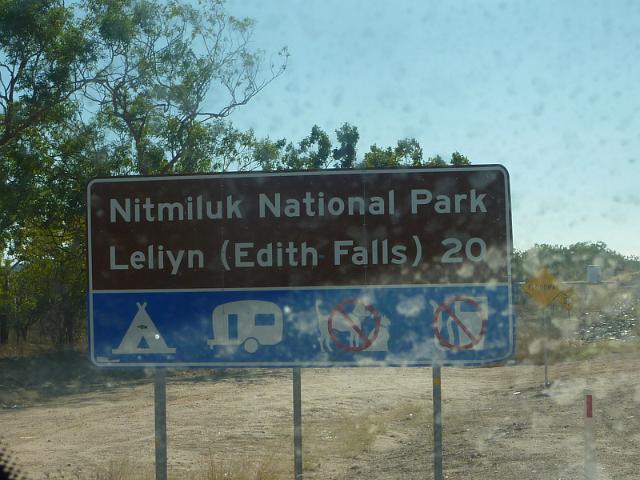 Nitmiluk National Park
Leliyn (Edith Falls) 20